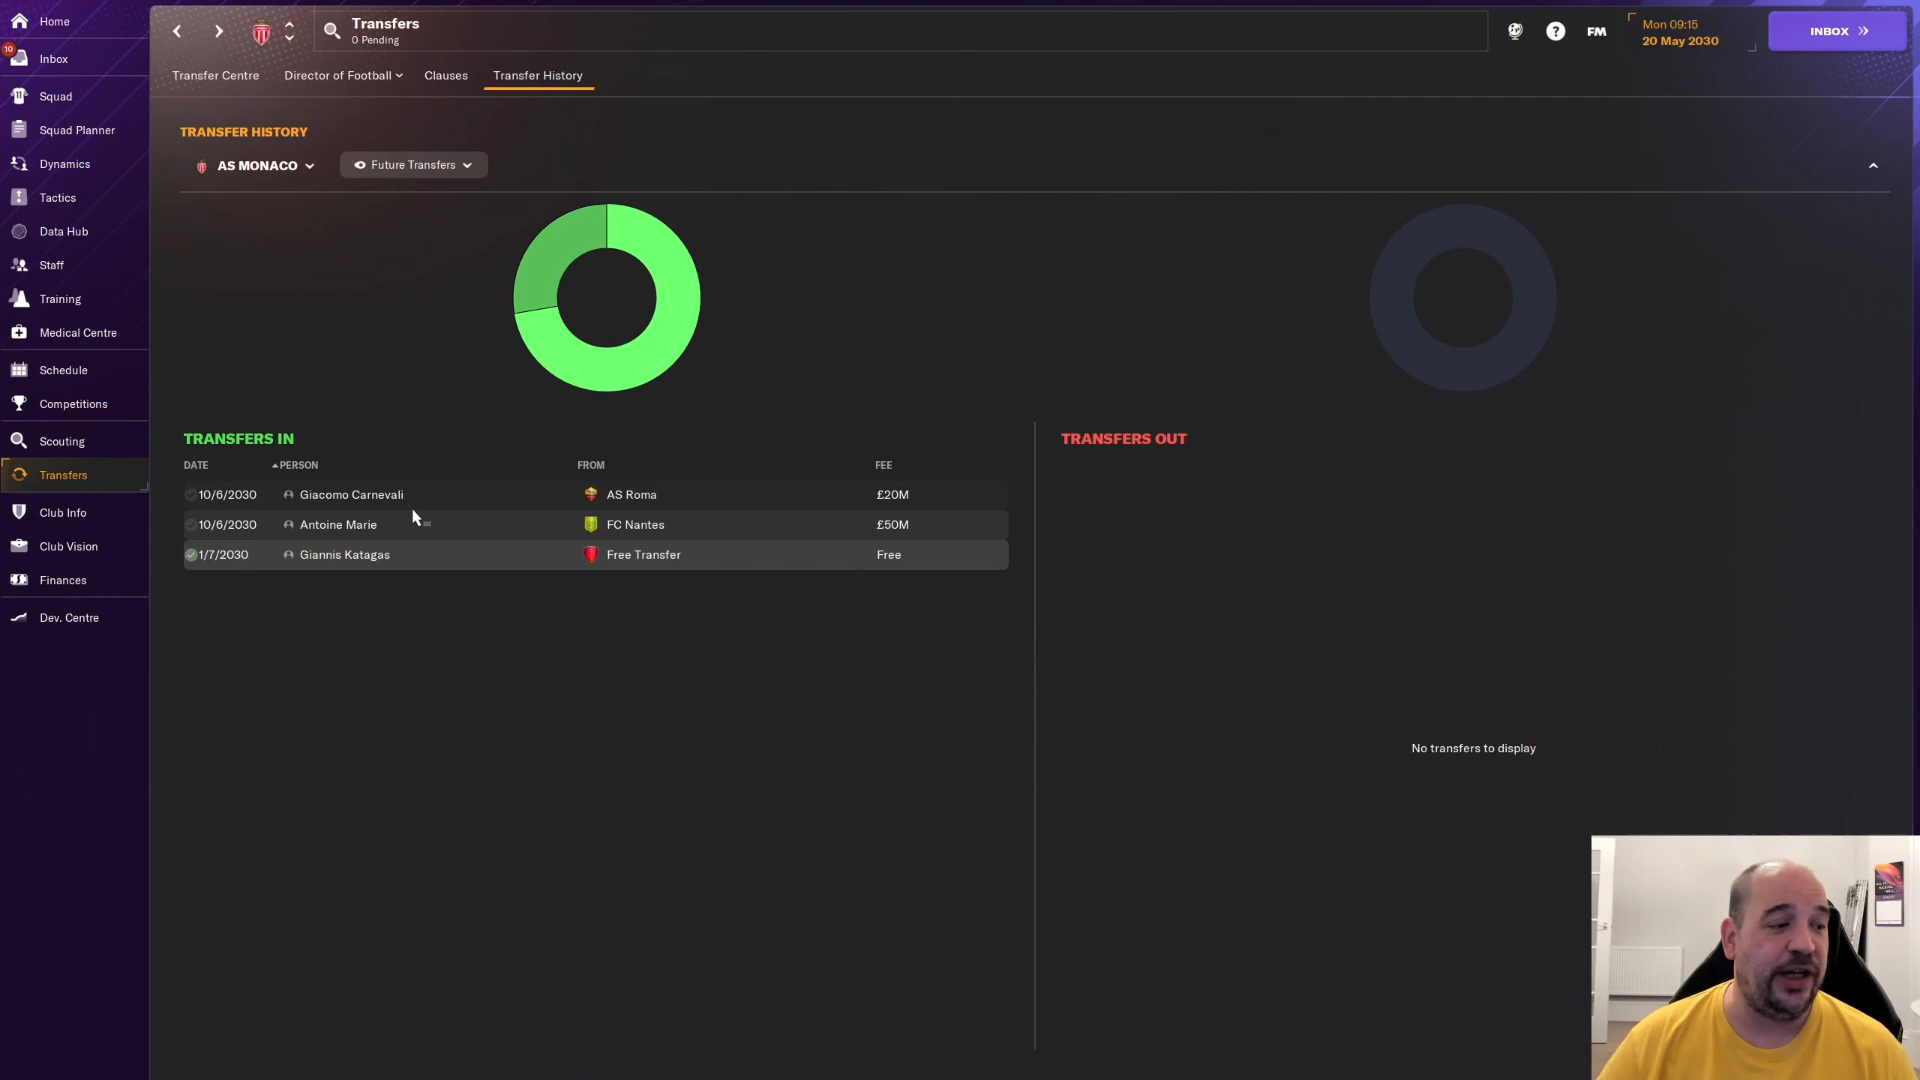 Home
10
Inbox
Squad
Squad Planner
Dynamics
Tactics
Data Hub
Staff
Training
Medical Centre
Schedule
Competitions
Scouting
Transfers
Club Info
Club Vision
Finances
Dev. Centre
Transfers
0 Pending
FM
Mon 09:15
20 May 2030
INBOX
Transfer Centre
Director of Football
Clauses
Transfer History
TRANSFER HISTORY
AS MONACO
Future Transfers
TRANSFERS IN
DATE PERSON FROM FEE
10/6/2030 Giacomo Carnevali AS Roma £20M
10/6/2030 Antoine Marie FC Nantes £50M
1/7/2030 Giannis Katagas Free Transfer Free
TRANSFERS OUT
No transfers to display